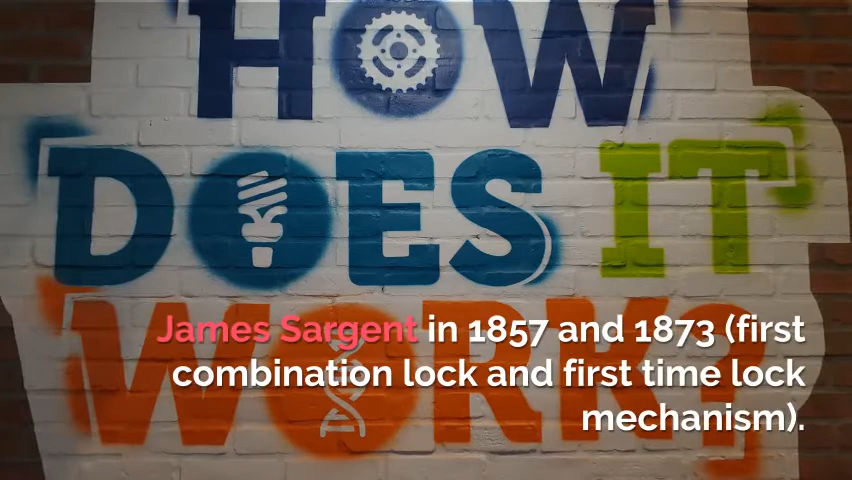 HOW
DOES IT
WORK?
James Sargent in 1857 and 1873 (first
combination lock and first time lock
mechanism).